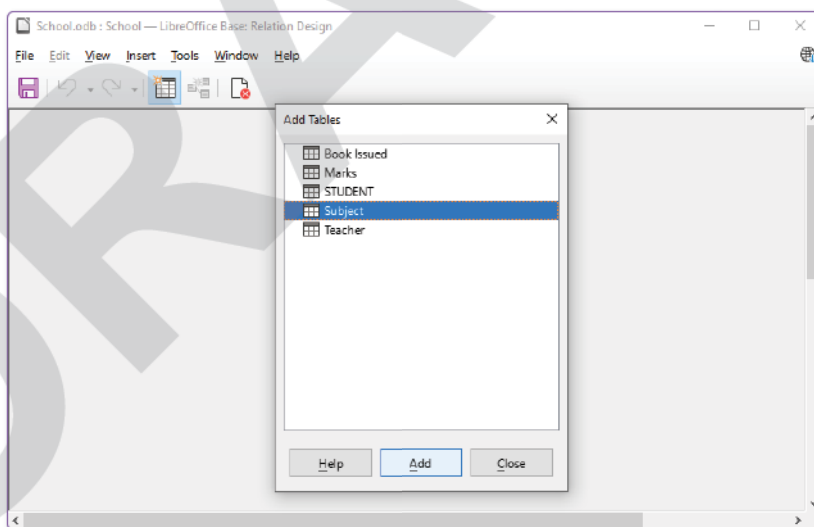 School.odb : School — LibreOffice Base: Relation Design
File Edit View Insert Tools Window Help
Add Tables
Book Issued
Marks
STUDENT
Subject
Teacher
Help Add Close